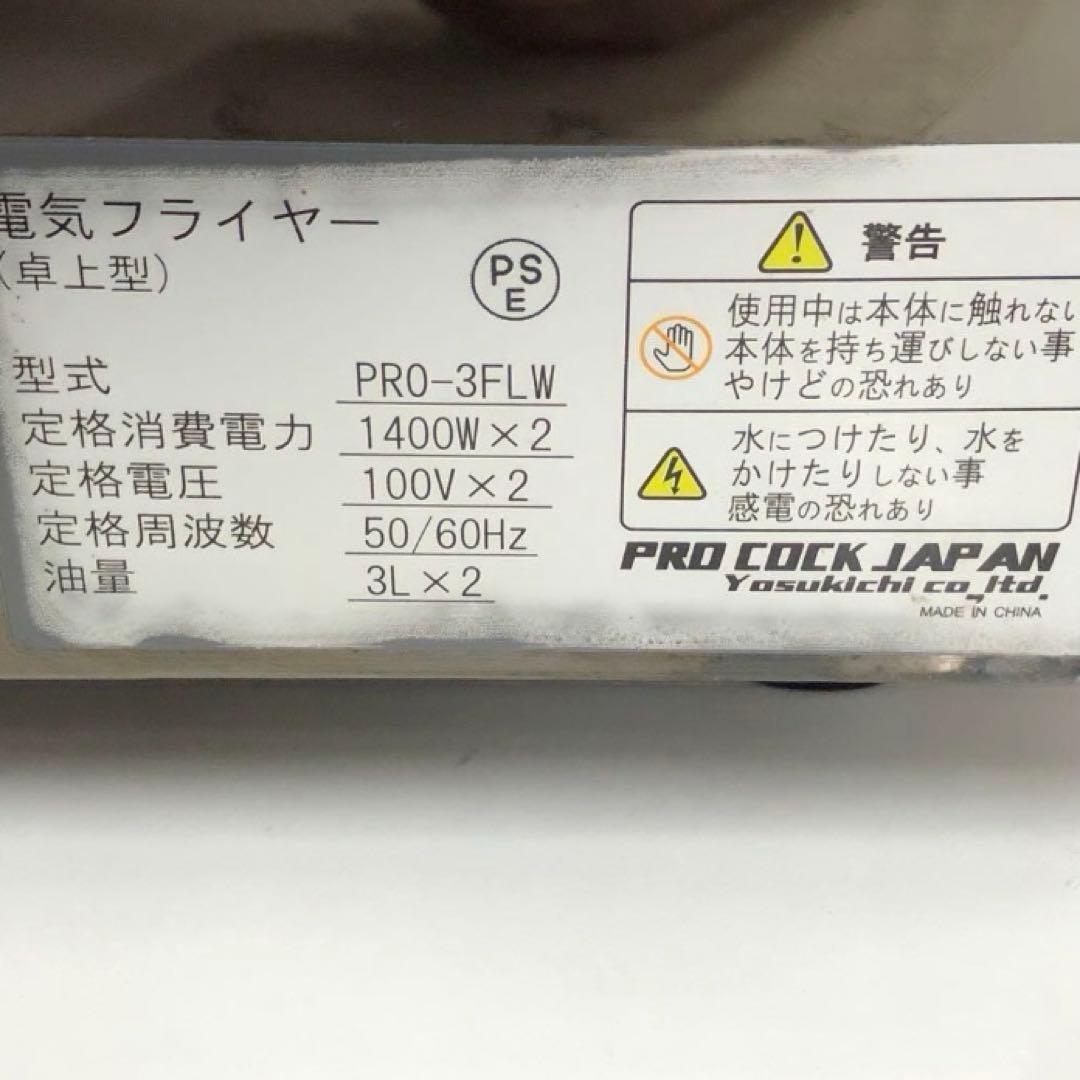 電気フライヤー
(卓上型)
PS
E
型式 PRO-3FLW
定格消費電力 1400W×2
定格電圧 100V×2
定格周波数 50/60Hz
油量 3L×2
警告
使用中は本体に触れない
本体を持ち運びしない事
やけどの恐れあり
水につけたり、水を
かけたりしない事
感電の恐れあり
PRO COCK JAPAN
Yasukichi co.,ltd.
MADE IN CHINA